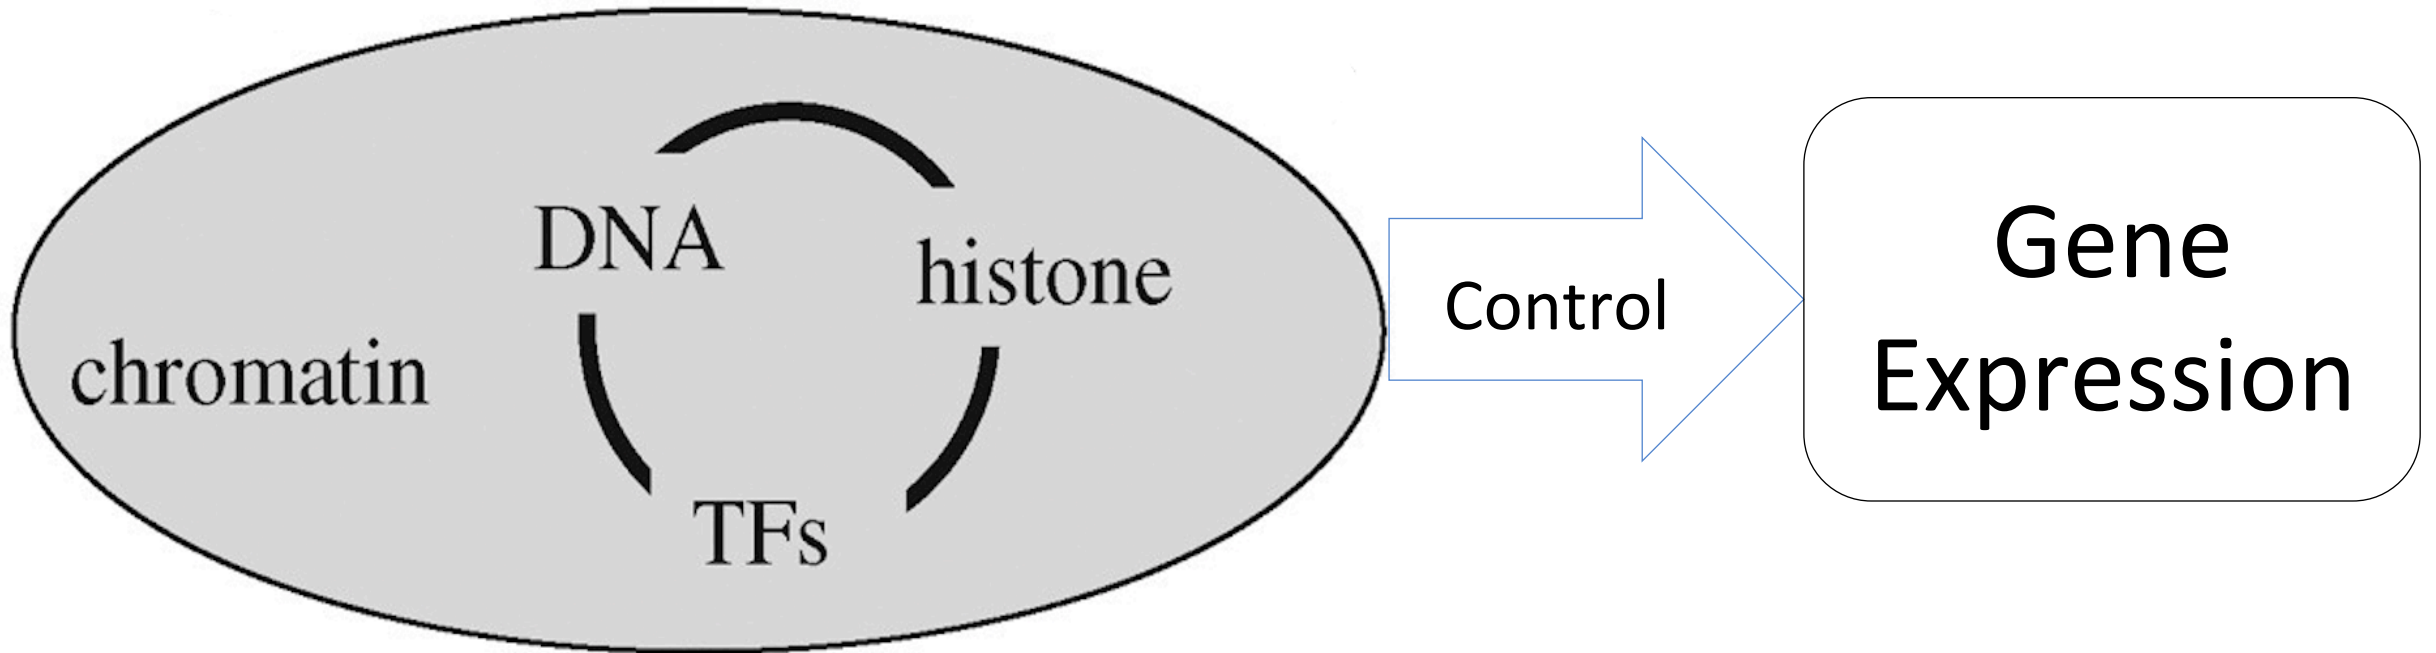 DNA
histone
chromatin
TFs
Control
Gene
Expression